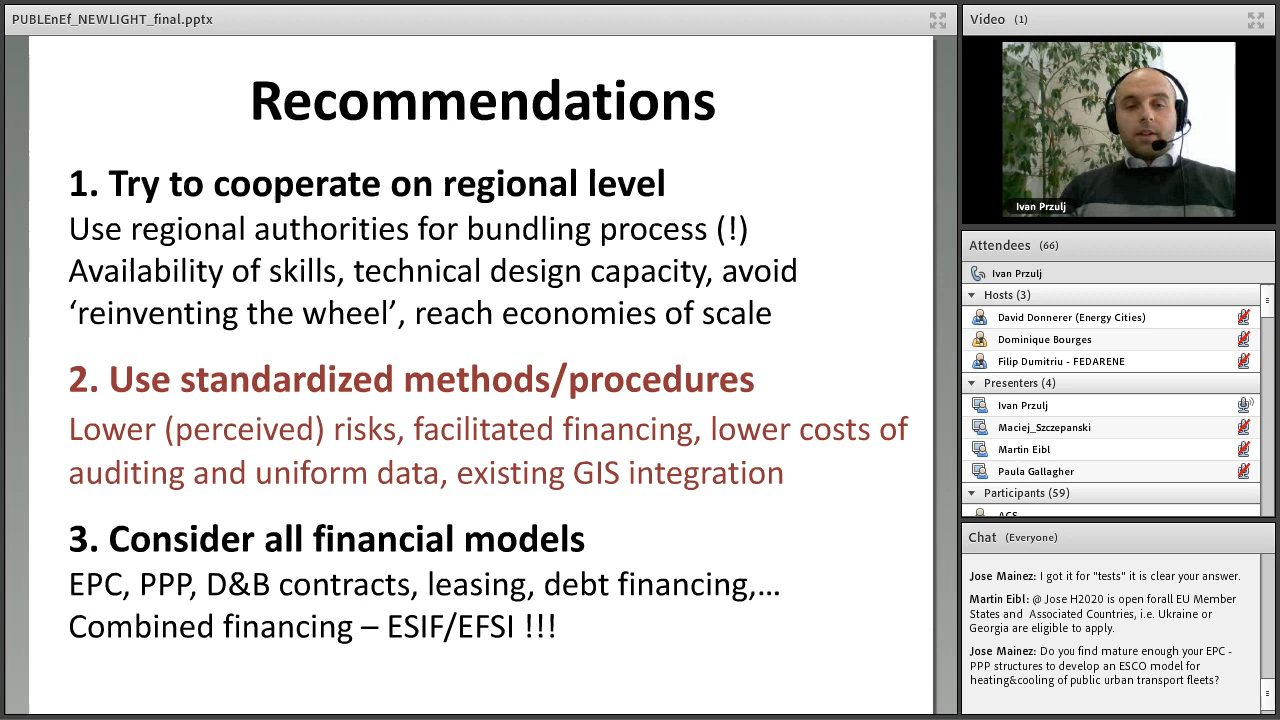 PUBLEnEf_NEWLIGHT_final.pptx
Recommendations
1. Try to cooperate on regional level
Use regional authorities for bundling process (!)
Availability of skills, technical design capacity, avoid
‘reinventing the wheel’, reach economies of scale
2. Use standardized methods/procedures
Lower (perceived) risks, facilitated financing, lower costs of
auditing and uniform data, existing GIS integration
3. Consider all financial models
EPC, PPP, D&B contracts, leasing, debt financing,...
Combined financing – ESIF/EFSI !!!
Video (1)
Ivan Przulj
Attendees (66)
Ivan Przulj
Hosts (3)
David Donnerer (Energy Cities)
Dominique Bourges
Filip Dumitriu - FEDARENE
Presenters (4)
Ivan Przulj
Maciej_Szczepanski
Martin Eibl
Paula Gallagher
Participants (59)
Chat (Everyone)
Jose Mainez: I got it for "tests" it is clear your answer.
Martin Eibl: @ Jose H2020 is open forall EU Member
States and Associated Countries, i.e. Ukraine or
Georgia are eligible to apply.
Jose Mainez: Do you find mature enough your EPC -
PPP structures to develop an ESCO model for
heating&cooling of public urban transport fleets?